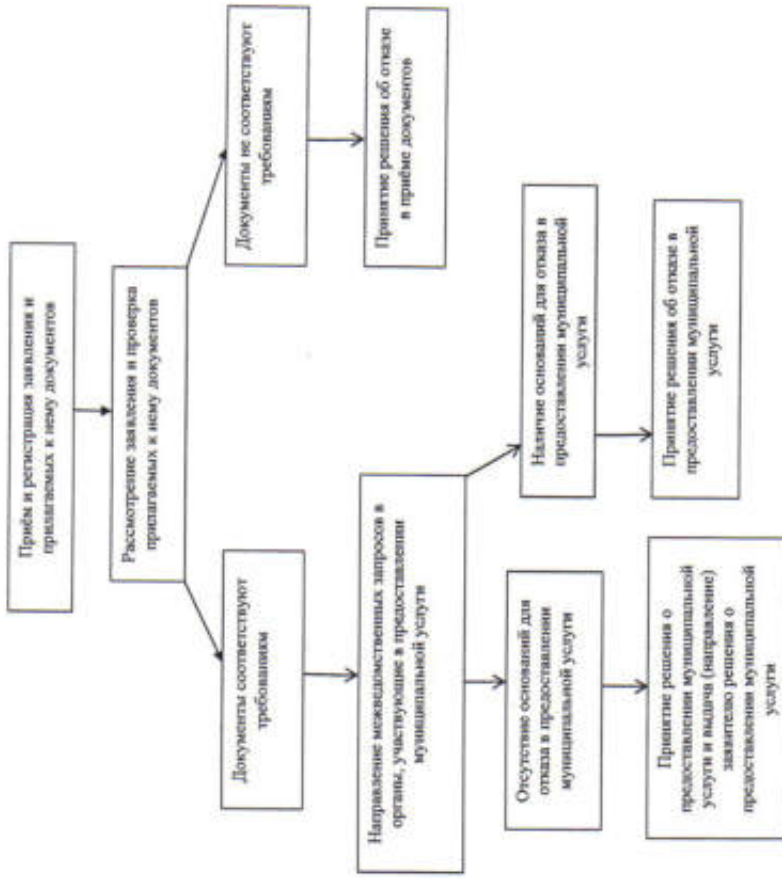 Приём и регистрация заявления и
прилагаемых к нему документов
Рассмотрение заявления и проверка
прилагаемых к нему документов
Документы соответствуют
требованиям
Документы не соответствуют
требованиям
Направление межведомственных запросов в
органы, участвующие в предоставлении
муниципальной услуги
Принятие решения об отказе
в приёме документов
Отсутствие оснований для
отказа в предоставлении
муниципальной услуги
Наличие оснований для отказа в
предоставлении муниципальной
услуги
Принятие решения о
предоставлении муниципальной
услуги и выдача (направление)
заявителю решения о
предоставлении муниципальной
услуги
Принятие решения об отказе в
предоставлении муниципальной
услуги